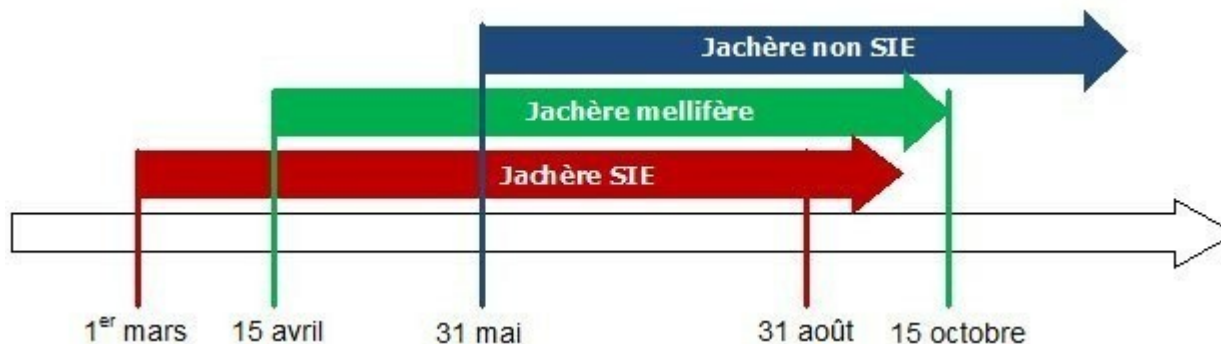 Jachère non SIE
Jachère mellifère
Jachère SIE
1er mars 15 avril 31 mai 31 août 15 octobre